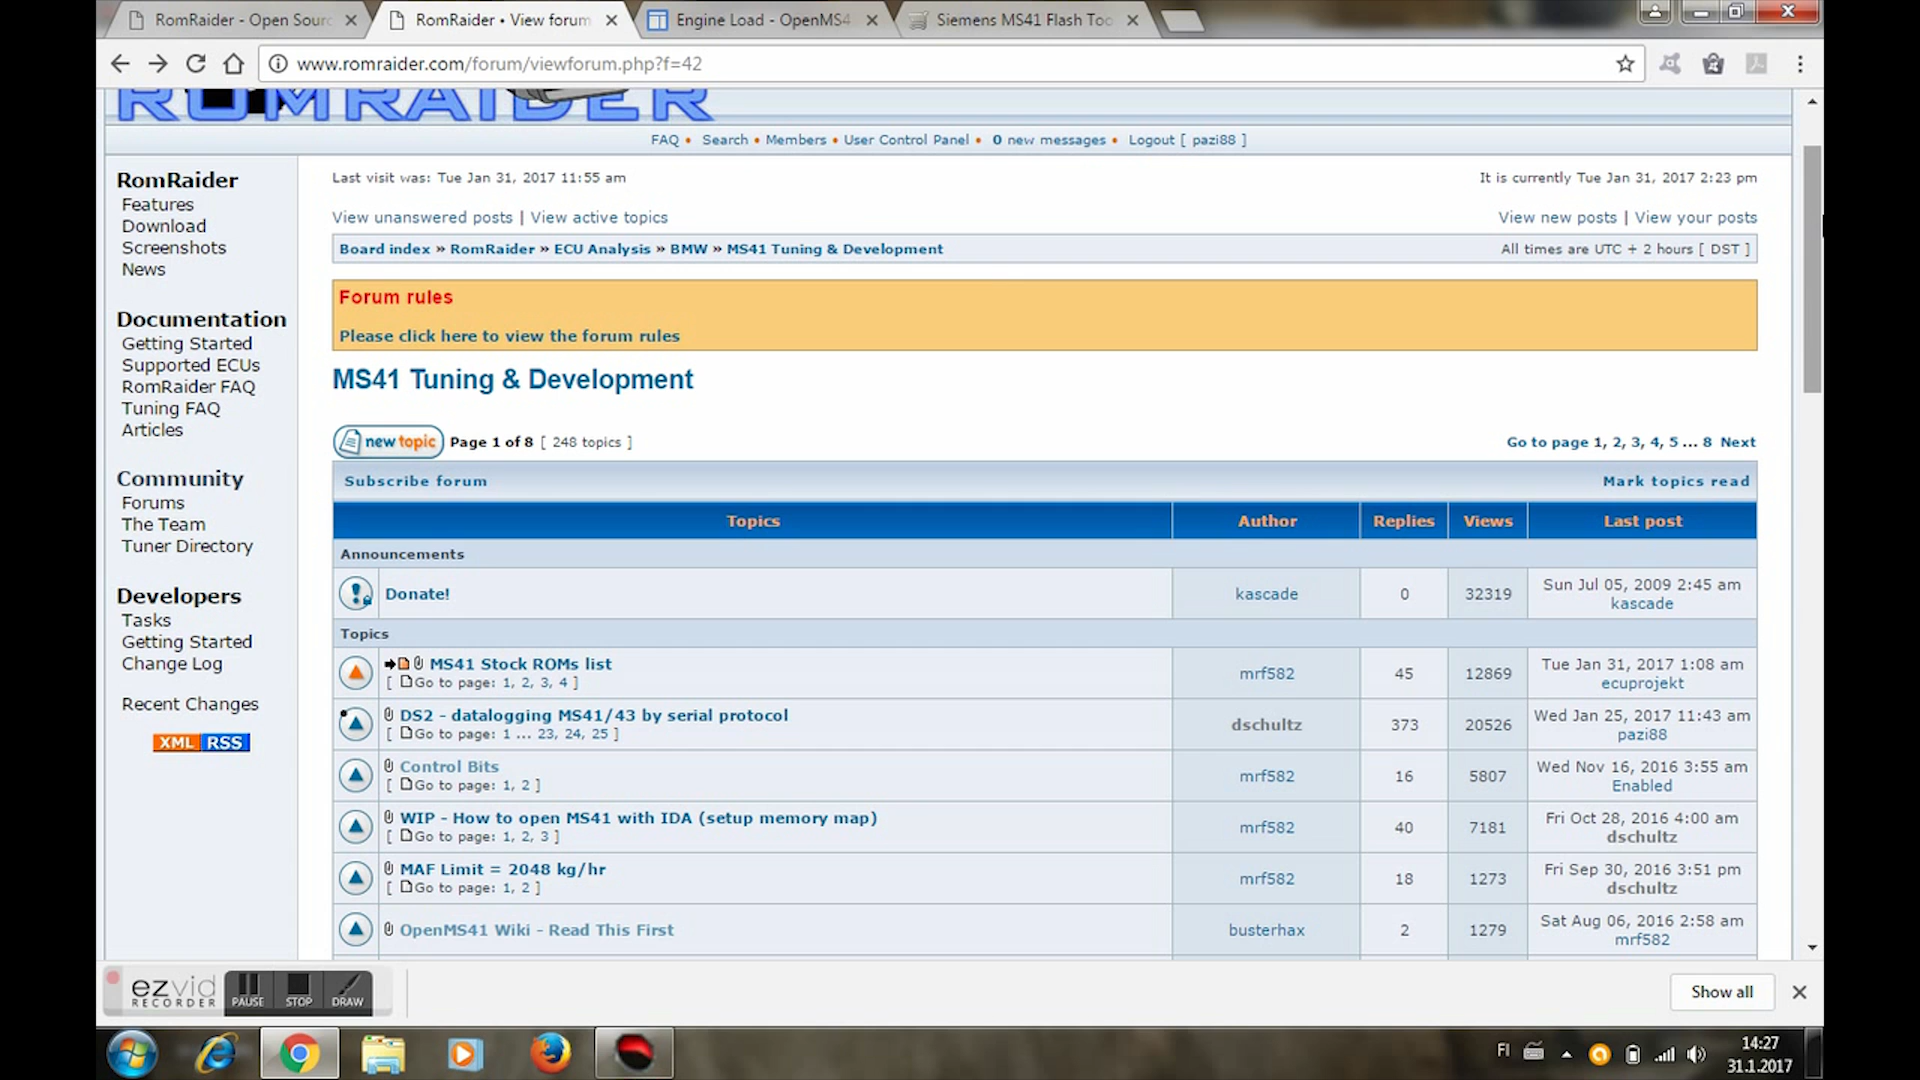 RomRaider - Open Sour
RomRaider • View forum
Engine Load - OpenMS4
Siemens MS41 Flash Too
www.romraider.com/forum/viewforum.php?f=42
ROMRAIDER
FAQ • Search • Members • User Control Panel • 0 new messages • Logout [ pazi88 ]
RomRaider
Features
Download
Screenshots
News
Documentation
Getting Started
Supported ECUs
RomRaider FAQ
Tuning FAQ
Articles
Community
Forums
The Team
Tuner Directory
Developers
Tasks
Getting Started
Change Log
Recent Changes
XML RSS
Last visit was: Tue Jan 31, 2017 11:55 am
It is currently Tue Jan 31, 2017 2:23 pm
View unanswered posts | View active topics
View new posts | View your posts
Board index » RomRaider » ECU Analysis » BMW » MS41 Tuning & Development
All times are UTC + 2 hours [ DST ]
Forum rules
Please click here to view the forum rules
MS41 Tuning & Development
new topic Page 1 of 8 [ 248 topics ]
Go to page 1, 2, 3, 4, 5 ... 8 Next
Subscribe forum
Mark topics read
Topics Author Replies Views Last post
Announcements
Donate! kascade 0 32319 Sun Jul 05, 2009 2:45 am
kascade
Topics
MS41 Stock ROMs list
[ Go to page: 1, 2, 3, 4 ]
mrf582 45 12869 Tue Jan 31, 2017 1:08 am
ecuprojekt
DS2 - datalogging MS41/43 by serial protocol
[ Go to page: 1 ... 23, 24, 25 ]
dschultz 373 20526 Wed Jan 25, 2017 11:43 am
pazi88
Control Bits
[ Go to page: 1, 2 ]
mrf582 16 5807 Wed Nov 16, 2016 3:55 am
Enabled
WIP - How to open MS41 with IDA (setup memory map)
[ Go to page: 1, 2, 3 ]
mrf582 40 7181 Fri Oct 28, 2016 4:00 am
dschultz
MAF Limit = 2048 kg/hr
[ Go to page: 1, 2 ]
mrf582 18 1273 Fri Sep 30, 2016 3:51 pm
dschultz
OpenMS41 Wiki - Read This First
busterhax 2 1279 Sat Aug 06, 2016 2:58 am
mrf582
ezvid
RECORDER
PAUSE STOP DRAW
Show all
FI
14:27
31.1.2017